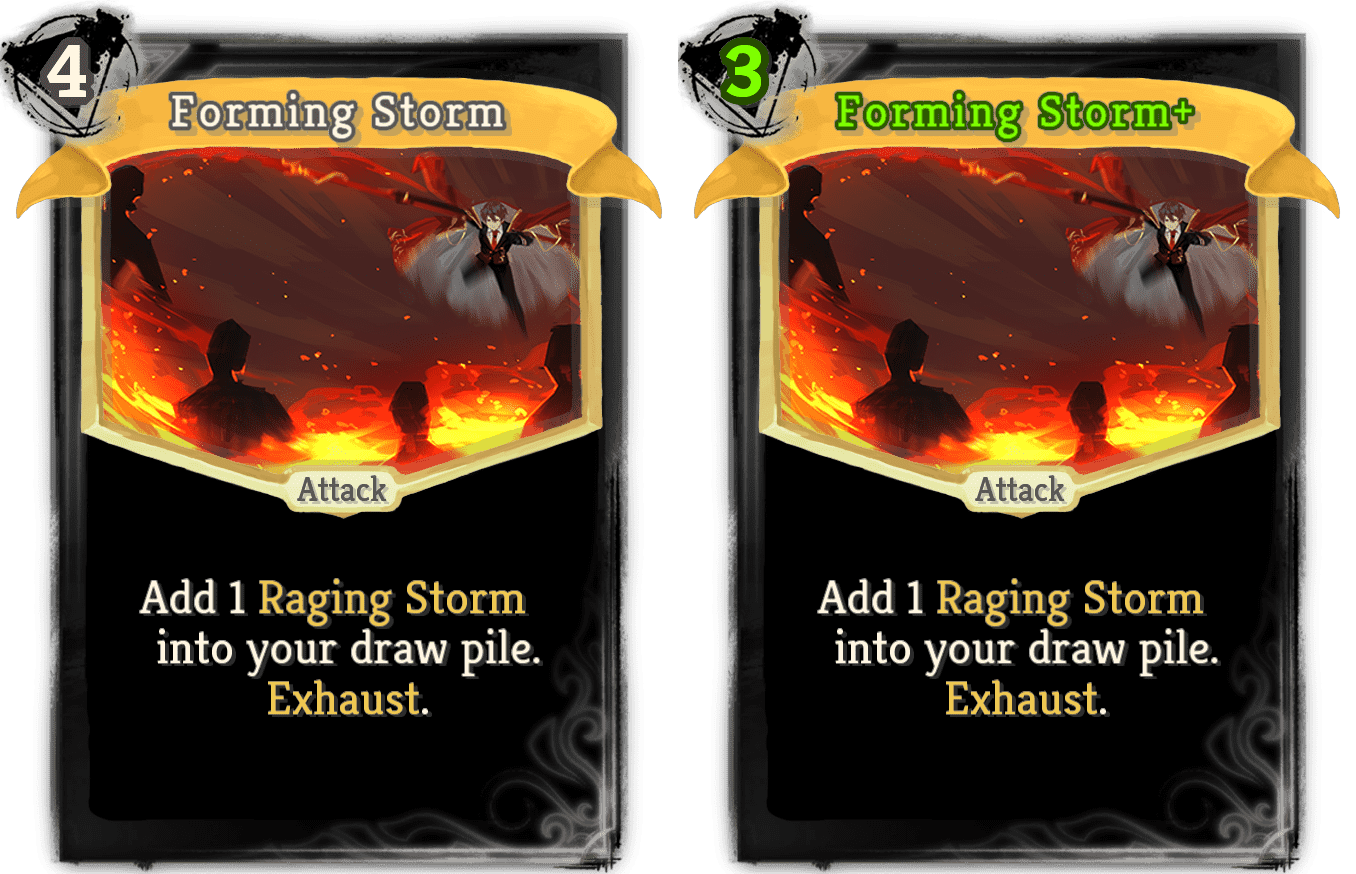 4
Forming Storm
Attack
Add 1 Raging Storm
into your draw pile.
Exhaust.
3
Forming Storm+
Attack
Add 1 Raging Storm
into your draw pile.
Exhaust.